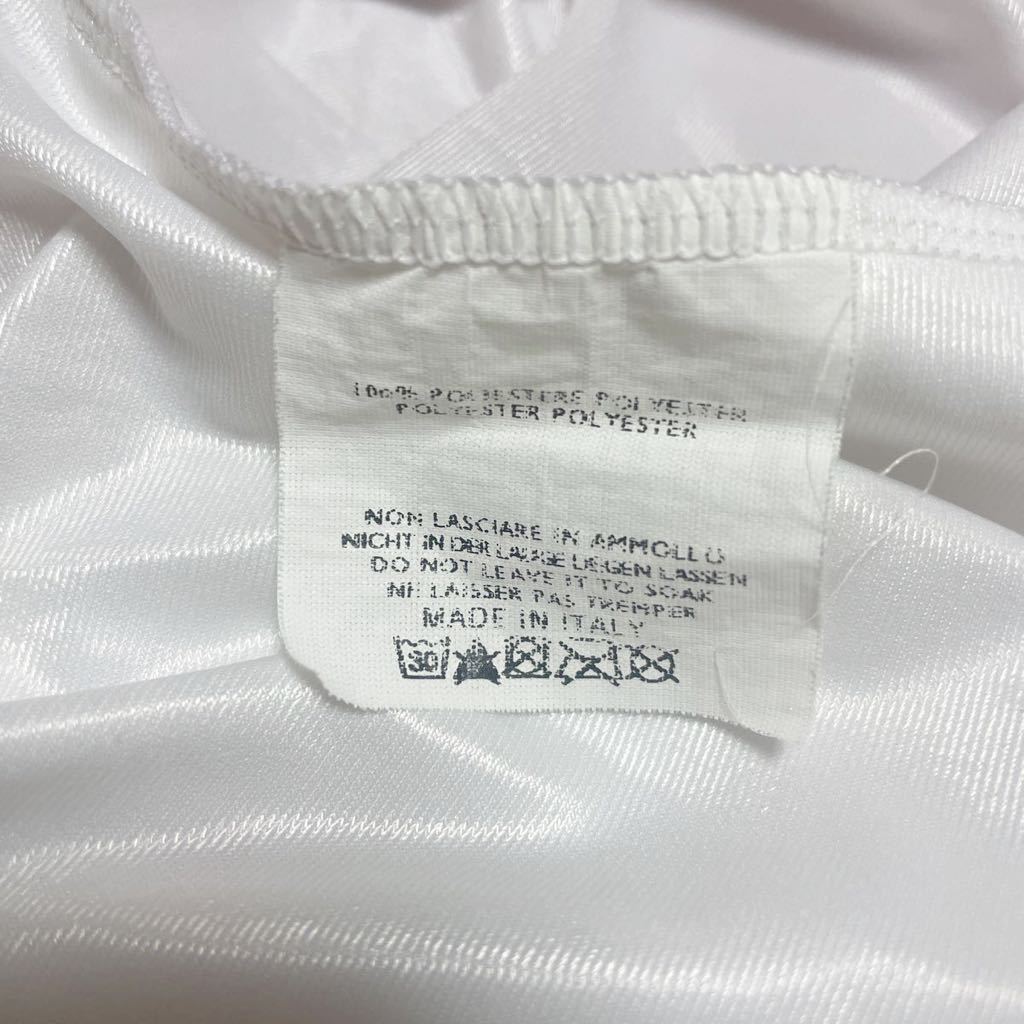 100% POLIESTERE POLYESTER
POLYESTER POLYESTER
NON LASCIARE IN AMMOLLO
NICHT IN DER LAUGE LIEGEN LASSEN
DO NOT LEAVE IT TO SOAK
NE LAISSER PAS TREMPER
MADE IN ITALY
30